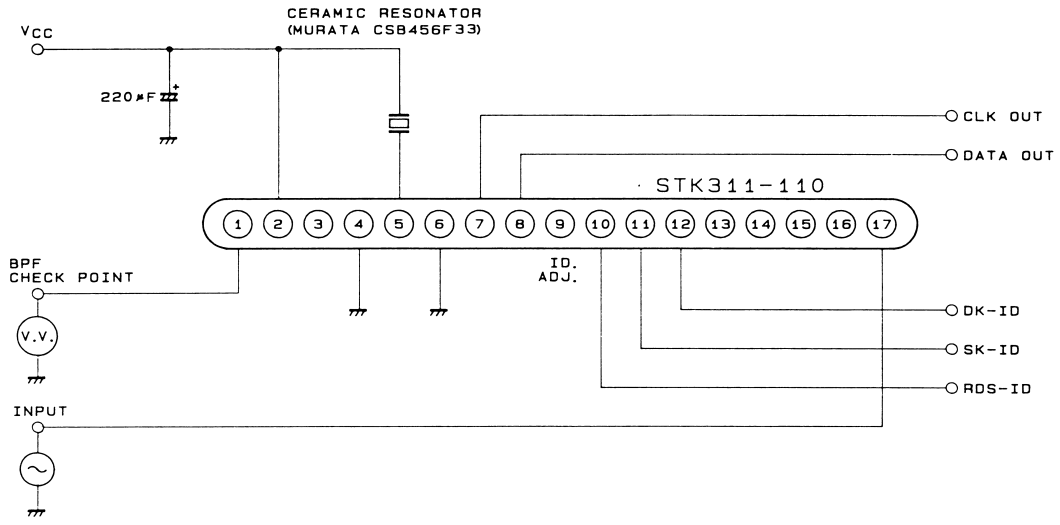 CERAMIC RESONATOR
(MURATA CSB456F33)
VCC
220µF
+
CLK OUT
DATA OUT
STK311-110
1 2 3 4 5 6 7 8 9 10 11 12 13 14 15 16 17
ID.
ADJ.
BPF
CHECK POINT
V.V.
DK-ID
SK-ID
RDS-ID
INPUT